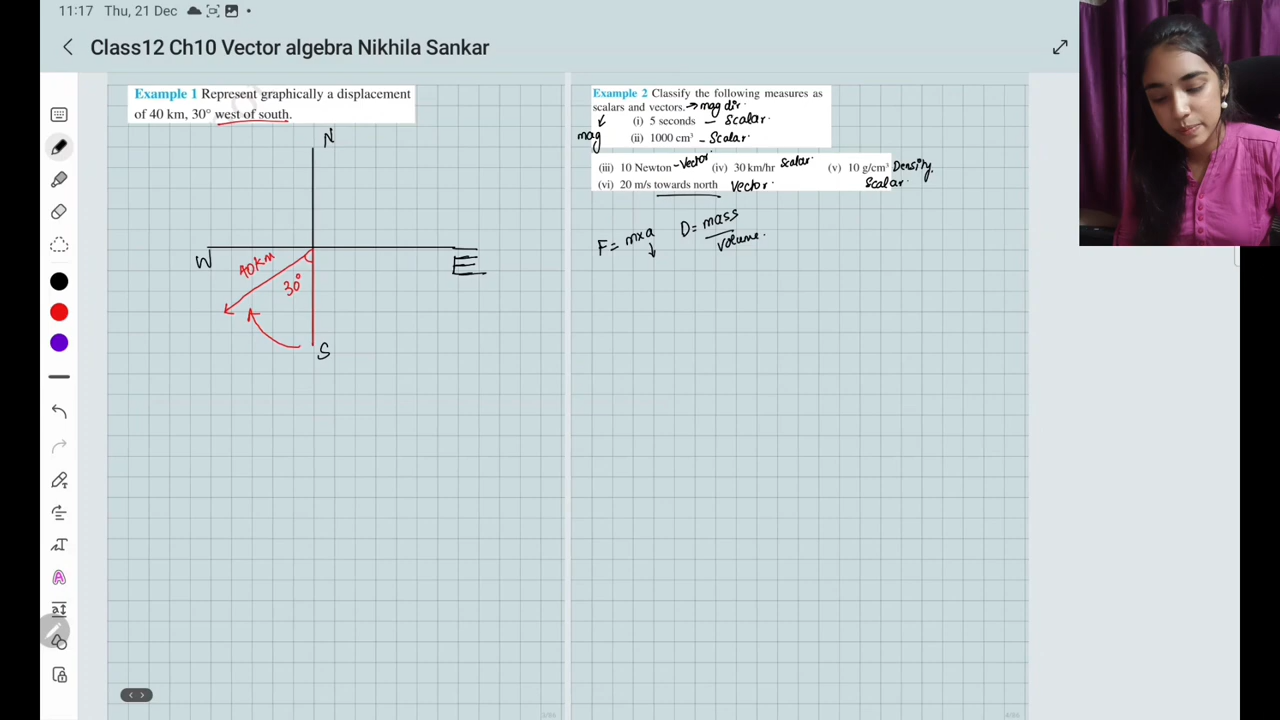 11:17 Thu, 21 Dec
Class12 Ch10 Vector algebra Nikhila Sankar
Example 1 Represent graphically a displacement
of 40 km, 30° west of south.
N
W
E
40km
30°
S
Example 2 Classify the following measures as
scalars and vectors. → mag dir.
mag
(i) 5 seconds – Scalar.
(ii) 1000 cm³ – Scalar.
(iii) 10 Newton – Vector. (iv) 30 km/hr scalar. (v) 10 g/cm³ Density.
(vi) 20 m/s towards north Vector. Scalar.
F = m×a D = mass
volume.